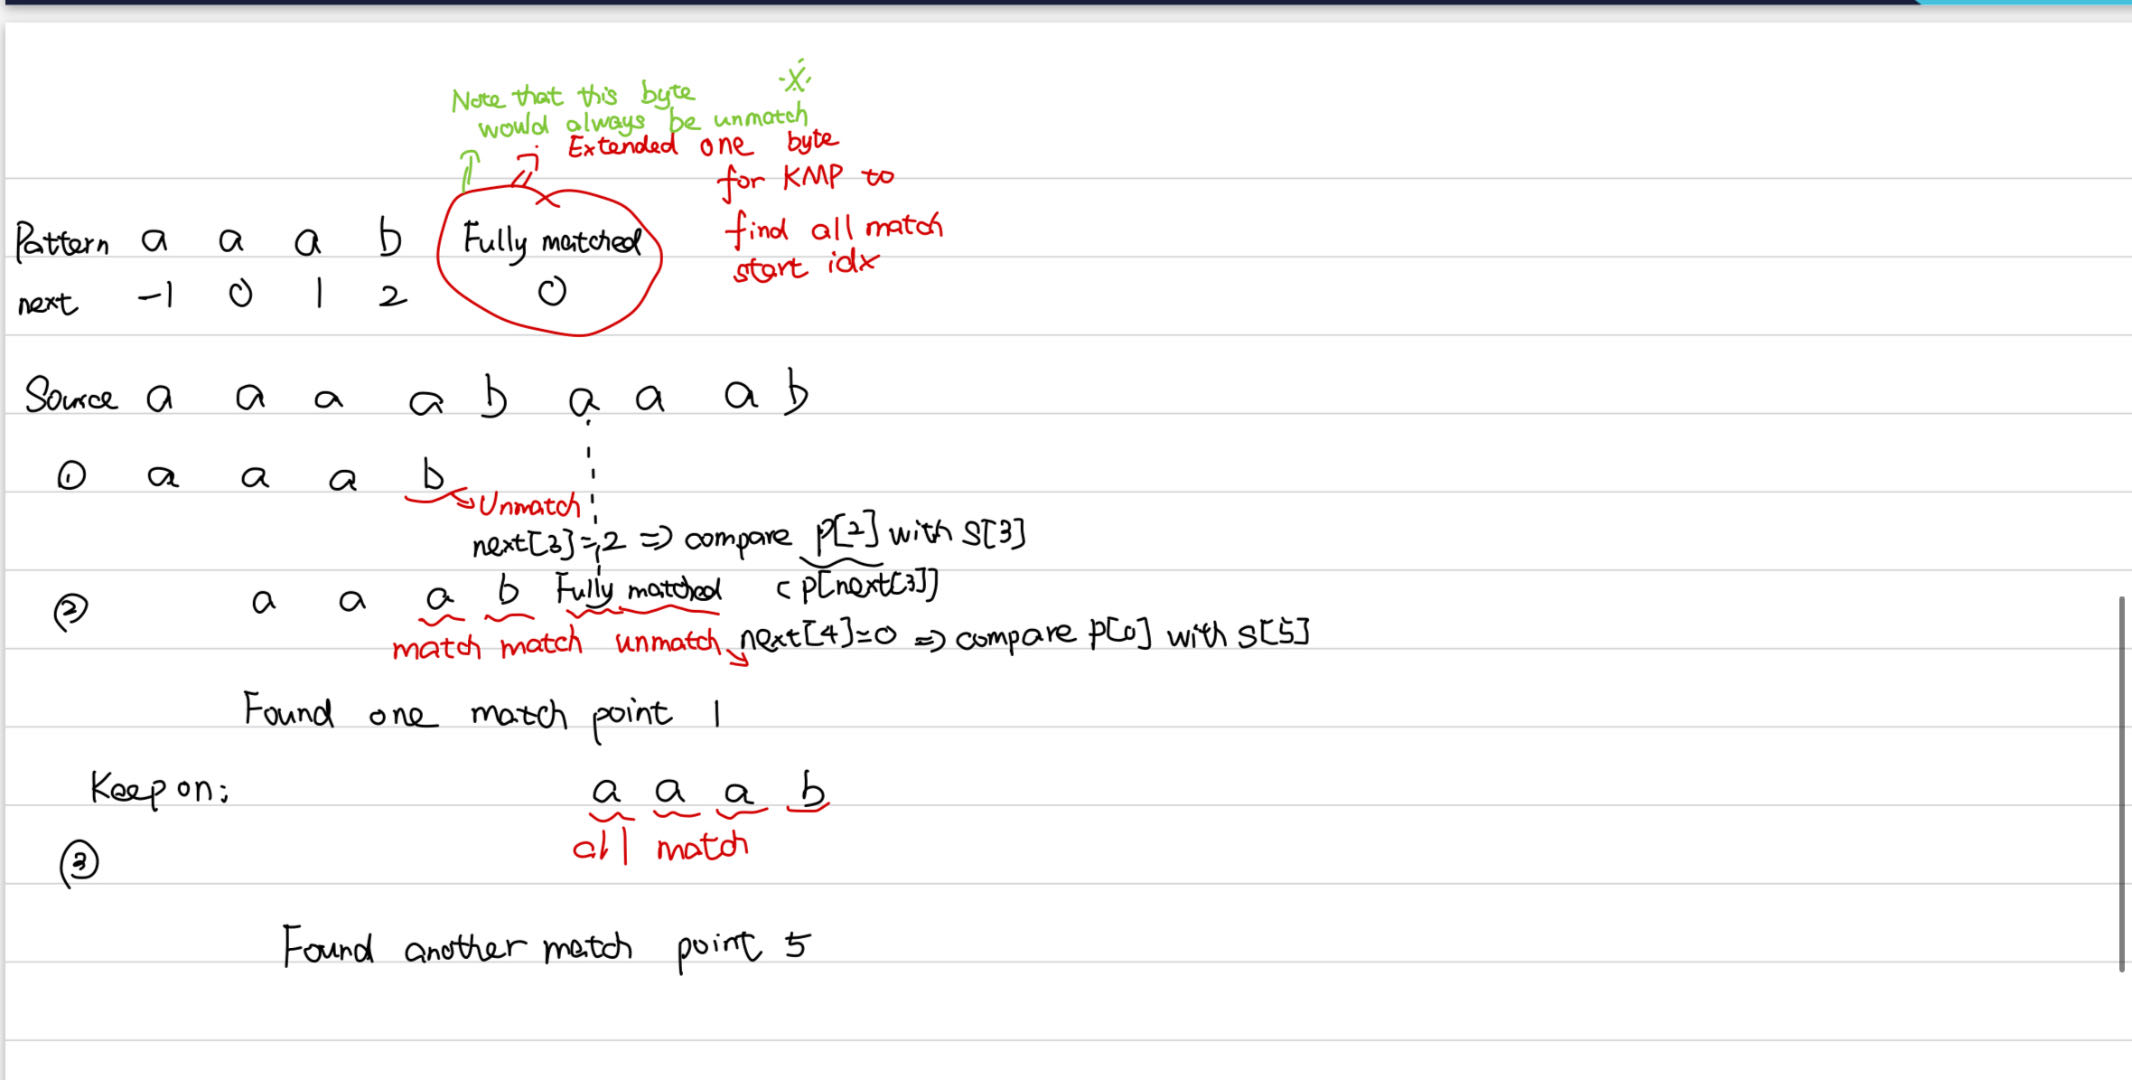 Note that this byte
would always be unmatch
Extended one byte
for KMP to
find all match
start idx
Pattern a a a b Fully matched
next -1 0 1 2 0
Source a a a a b a a a b
① a a a b
Unmatch
next[3]=2 => compare p[2] with S[3]
② a a a b Fully matched (p[next[3]]
match match unmatch next[4]=0 => compare p[0] with S[5]
Found one match point 1
Keep on:
a a a b
all match
③
Found another match point 5